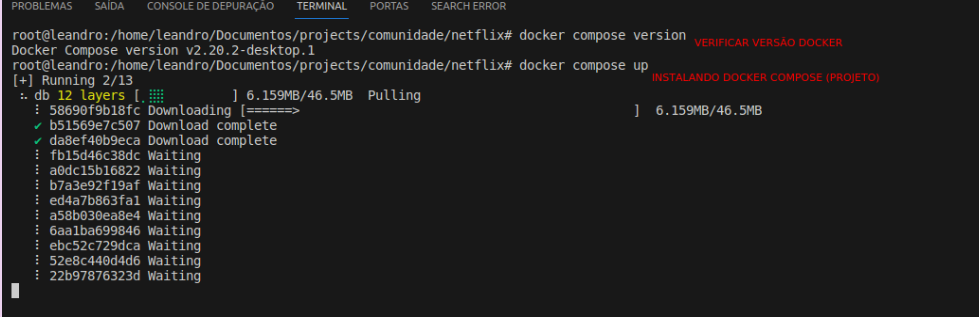 PROBLEMAS SAÍDA CONSOLE DE DEPURAÇÃO TERMINAL PORTAS SEARCH ERROR
root@leandro:/home/leandro/Documentos/projects/comunidade/netflix# docker compose version VERIFICAR VERSÃO DOCKER
Docker Compose version v2.20.2-desktop.1
root@leandro:/home/leandro/Documentos/projects/comunidade/netflix# docker compose up INSTALANDO DOCKER COMPOSE (PROJETO)
[+] Running 2/13
db 12 layers [⣀⣿ ] 6.159MB/46.5MB Pulling
58690f9b18fc Downloading [======> ] 6.159MB/46.5MB
✔ b51569e7c507 Download complete
✔ da8ef40b9eca Download complete
fb15d46c38dc Waiting
a0dc15b16822 Waiting
b7a3e92f19af Waiting
ed4a7b863fa1 Waiting
a58b030ea8e4 Waiting
6aa1ba699846 Waiting
ebc52c729dca Waiting
52e8c440d4d6 Waiting
22b97876323d Waiting